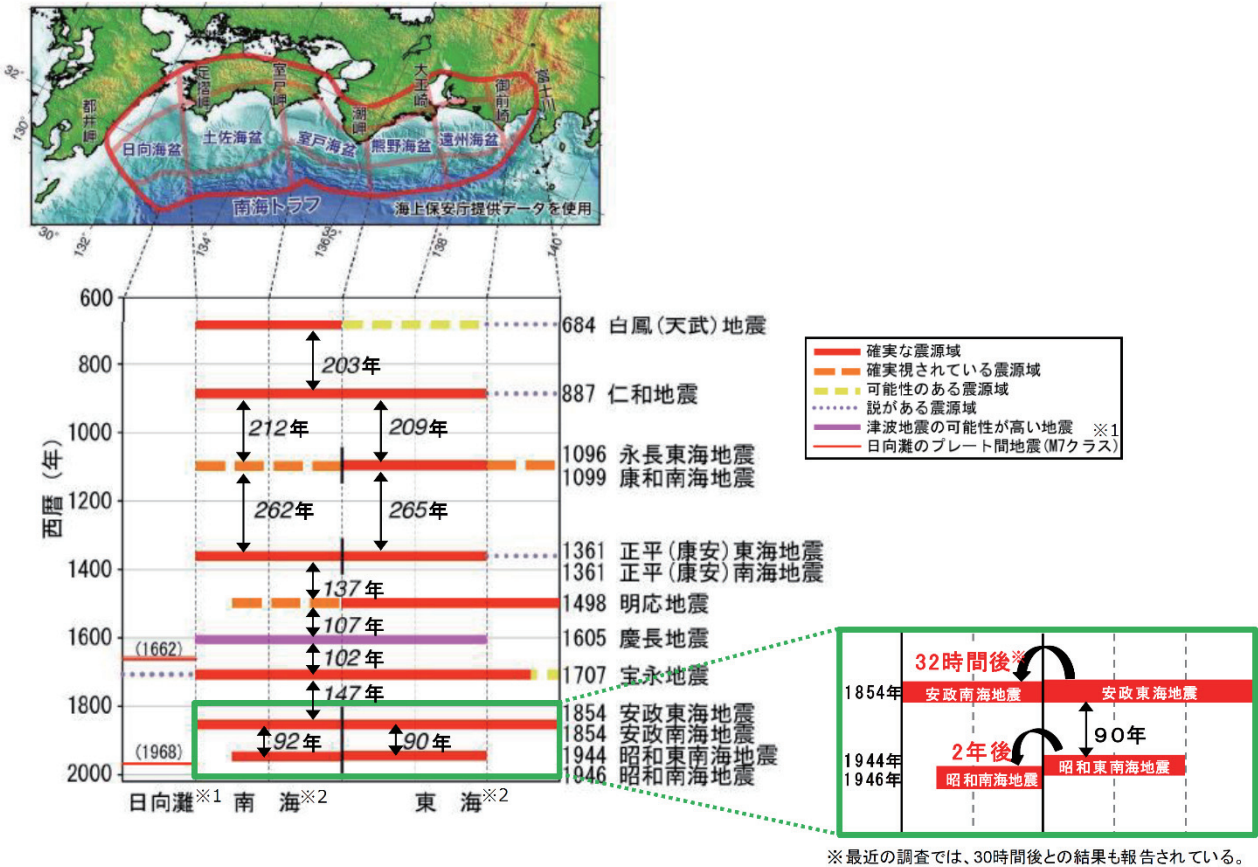 32°
130°
30°
132°
134°
136°
138°
140°
都井岬
足摺岬
室戸岬
潮岬
大王崎
御前崎
富士川
日向海盆
土佐海盆
室戸海盆
熊野海盆
遠州海盆
南海トラフ
海上保安庁提供データを使用
西暦(年)
600
800
1000
1200
1400
1600
1800
2000
203年
212年
209年
262年
265年
137年
107年
102年
147年
92年
90年
(1662)
(1968)
684 白鳳(天武)地震
887 仁和地震
1096 永長東海地震
1099 康和南海地震
1361 正平(康安)東海地震
1361 正平(康安)南海地震
1498 明応地震
1605 慶長地震
1707 宝永地震
1854 安政東海地震
1854 安政南海地震
1944 昭和東南海地震
1946 昭和南海地震
日向灘※1 南 海※2 東 海※2
確実な震源域
確実視されている震源域
可能性のある震源域
説がある震源域
津波地震の可能性が高い地震 ※1
日向灘のプレート間地震(M7クラス)
32時間後※
1854年
安政南海地震
安政東海地震
90年
2年後
1944年
1946年
昭和東南海地震
昭和南海地震
※最近の調査では、30時間後との結果も報告されている。